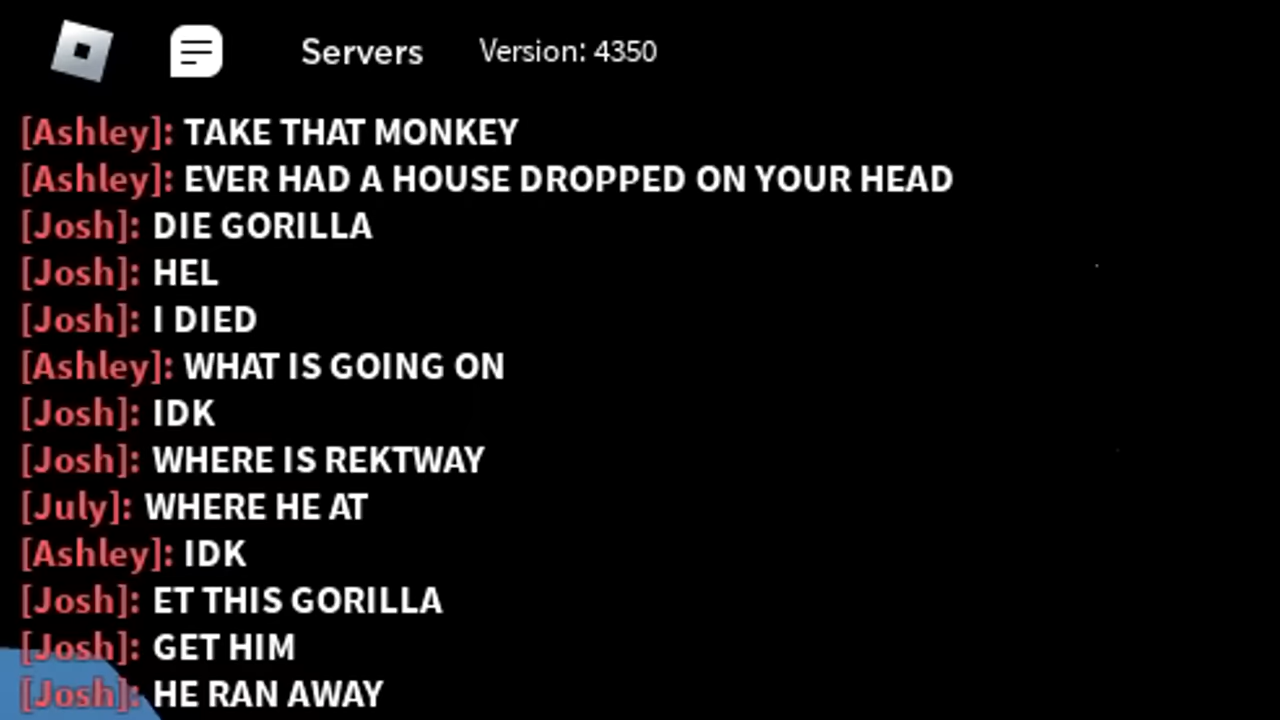 Servers Version: 4350
[Ashley]: TAKE THAT MONKEY
[Ashley]: EVER HAD A HOUSE DROPPED ON YOUR HEAD
[Josh]: DIE GORILLA
[Josh]: HEL
[Josh]: I DIED
[Ashley]: WHAT IS GOING ON
[Josh]: IDK
[Josh]: WHERE IS REKTWAY
[July]: WHERE HE AT
[Ashley]: IDK
[Josh]: ET THIS GORILLA
[Josh]: GET HIM
[Josh]: HE RAN AWAY